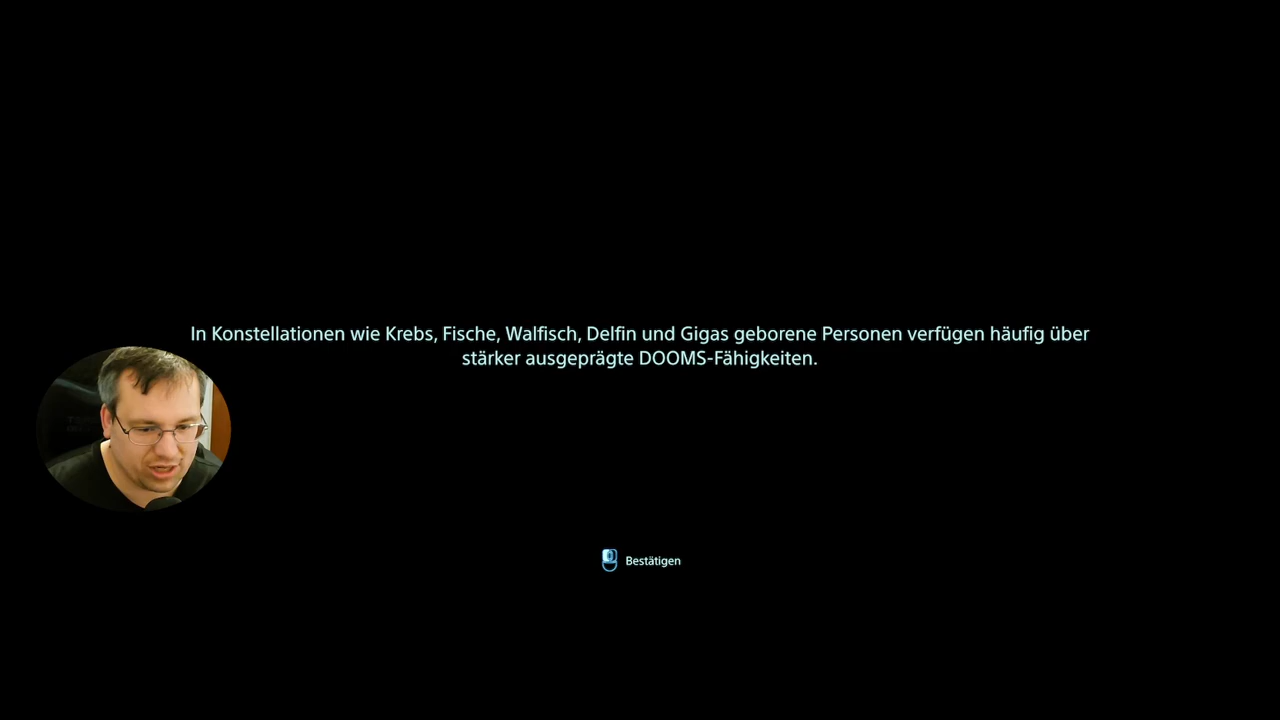 In Konstellationen wie Krebs, Fische, Walfisch, Delfin und Gigas geborene Personen verfügen häufig über
stärker ausgeprägte DOOMS-Fähigkeiten.
Bestätigen